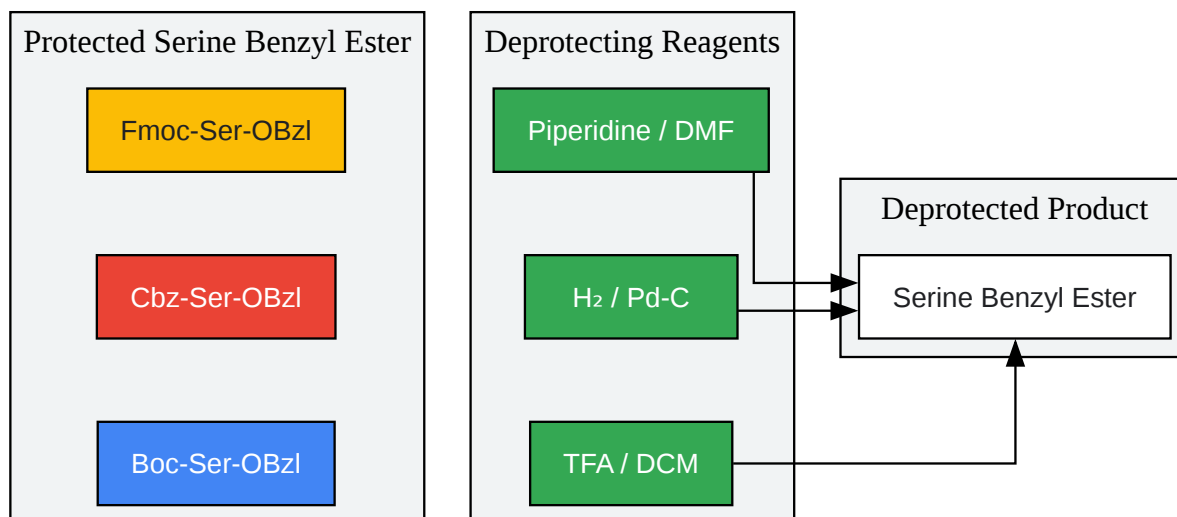 Protected Serine Benzyl Ester
Fmoc-Ser-OBzl
Cbz-Ser-OBzl
Boc-Ser-OBzl
Deprotecting Reagents
Piperidine / DMF
H₂ / Pd-C
TFA / DCM
Deprotected Product
Serine Benzyl Ester